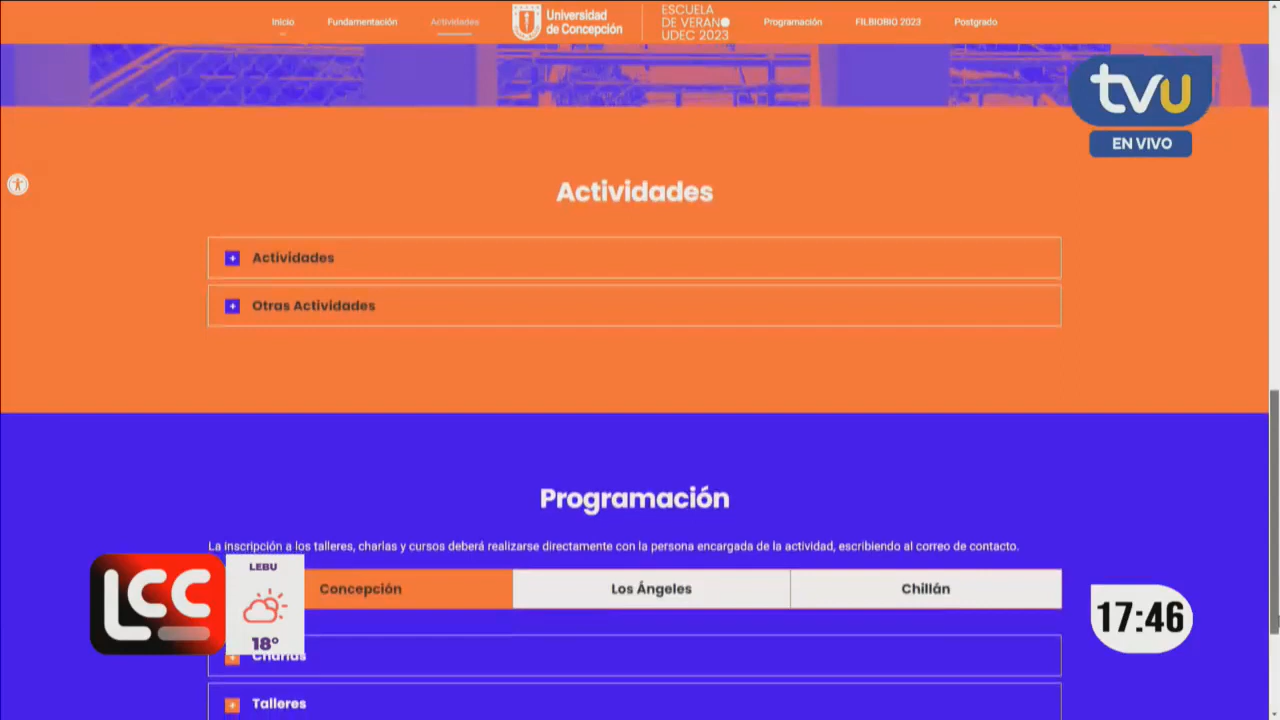 Inicio
Fundamentación
Actividades
Universidad
de Concepción
ESCUELA
DE VERANO
UDEC 2023
Programación
FILBIOBIO 2023
Postgrado
tvu
EN VIVO
Actividades
+ Actividades
+ Otras Actividades
Programación
La inscripción a los talleres, charlas y cursos deberá realizarse directamente con la persona encargada de la actividad, escribiendo al correo de contacto.
Concepción
Los Ángeles
Chillán
LCC
LEBU
18°
17:46
+ Charlas
+ Talleres